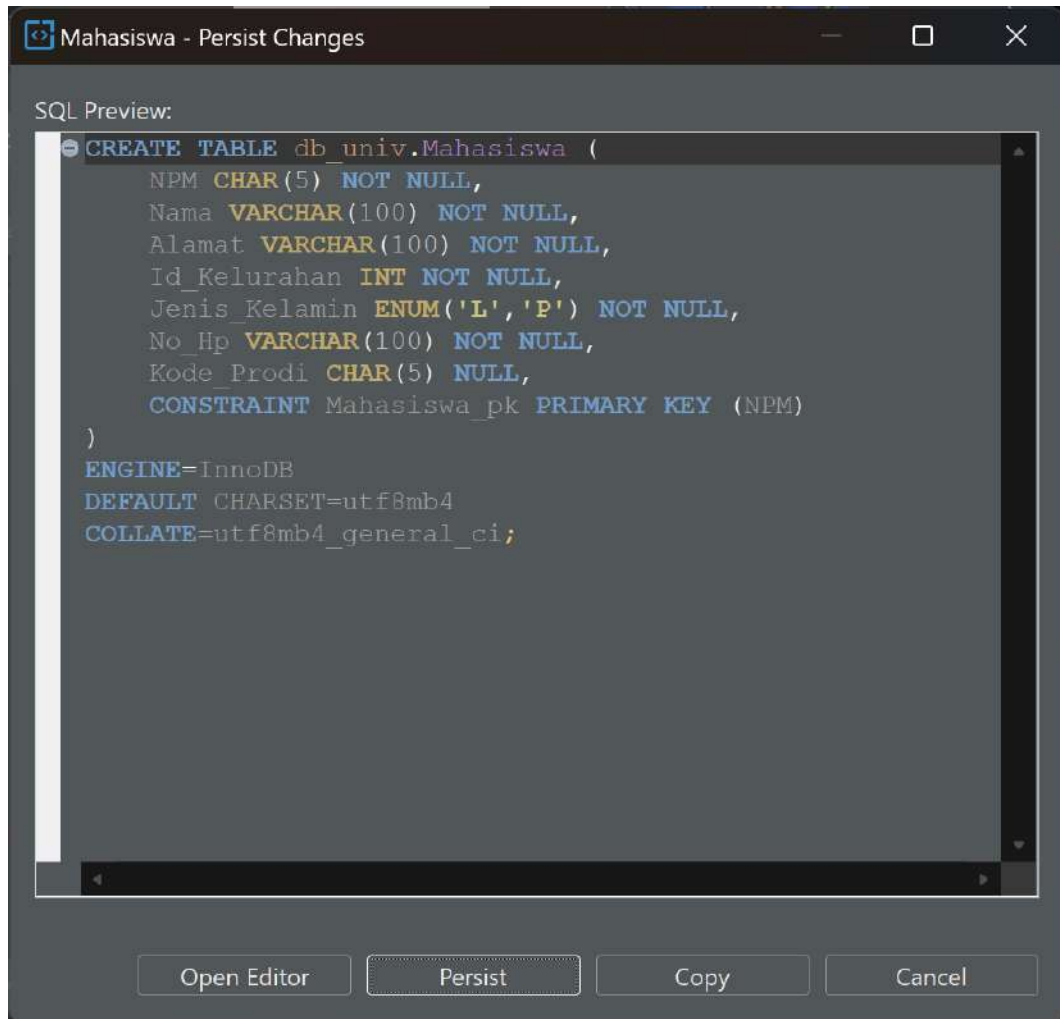 Mahasiswa - Persist Changes
SQL Preview:
CREATE TABLE db_univ.Mahasiswa (
NPM CHAR(5) NOT NULL,
Nama VARCHAR(100) NOT NULL,
Alamat VARCHAR(100) NOT NULL,
Id_Kelurahan INT NOT NULL,
Jenis_Kelamin ENUM('L','P') NOT NULL,
No_Hp VARCHAR(100) NOT NULL,
Kode_Prodi CHAR(5) NULL,
CONSTRAINT Mahasiswa_pk PRIMARY KEY (NPM)
)
ENGINE=InnoDB
DEFAULT CHARSET=utf8mb4
COLLATE=utf8mb4_general_ci;
Open Editor Persist Copy Cancel